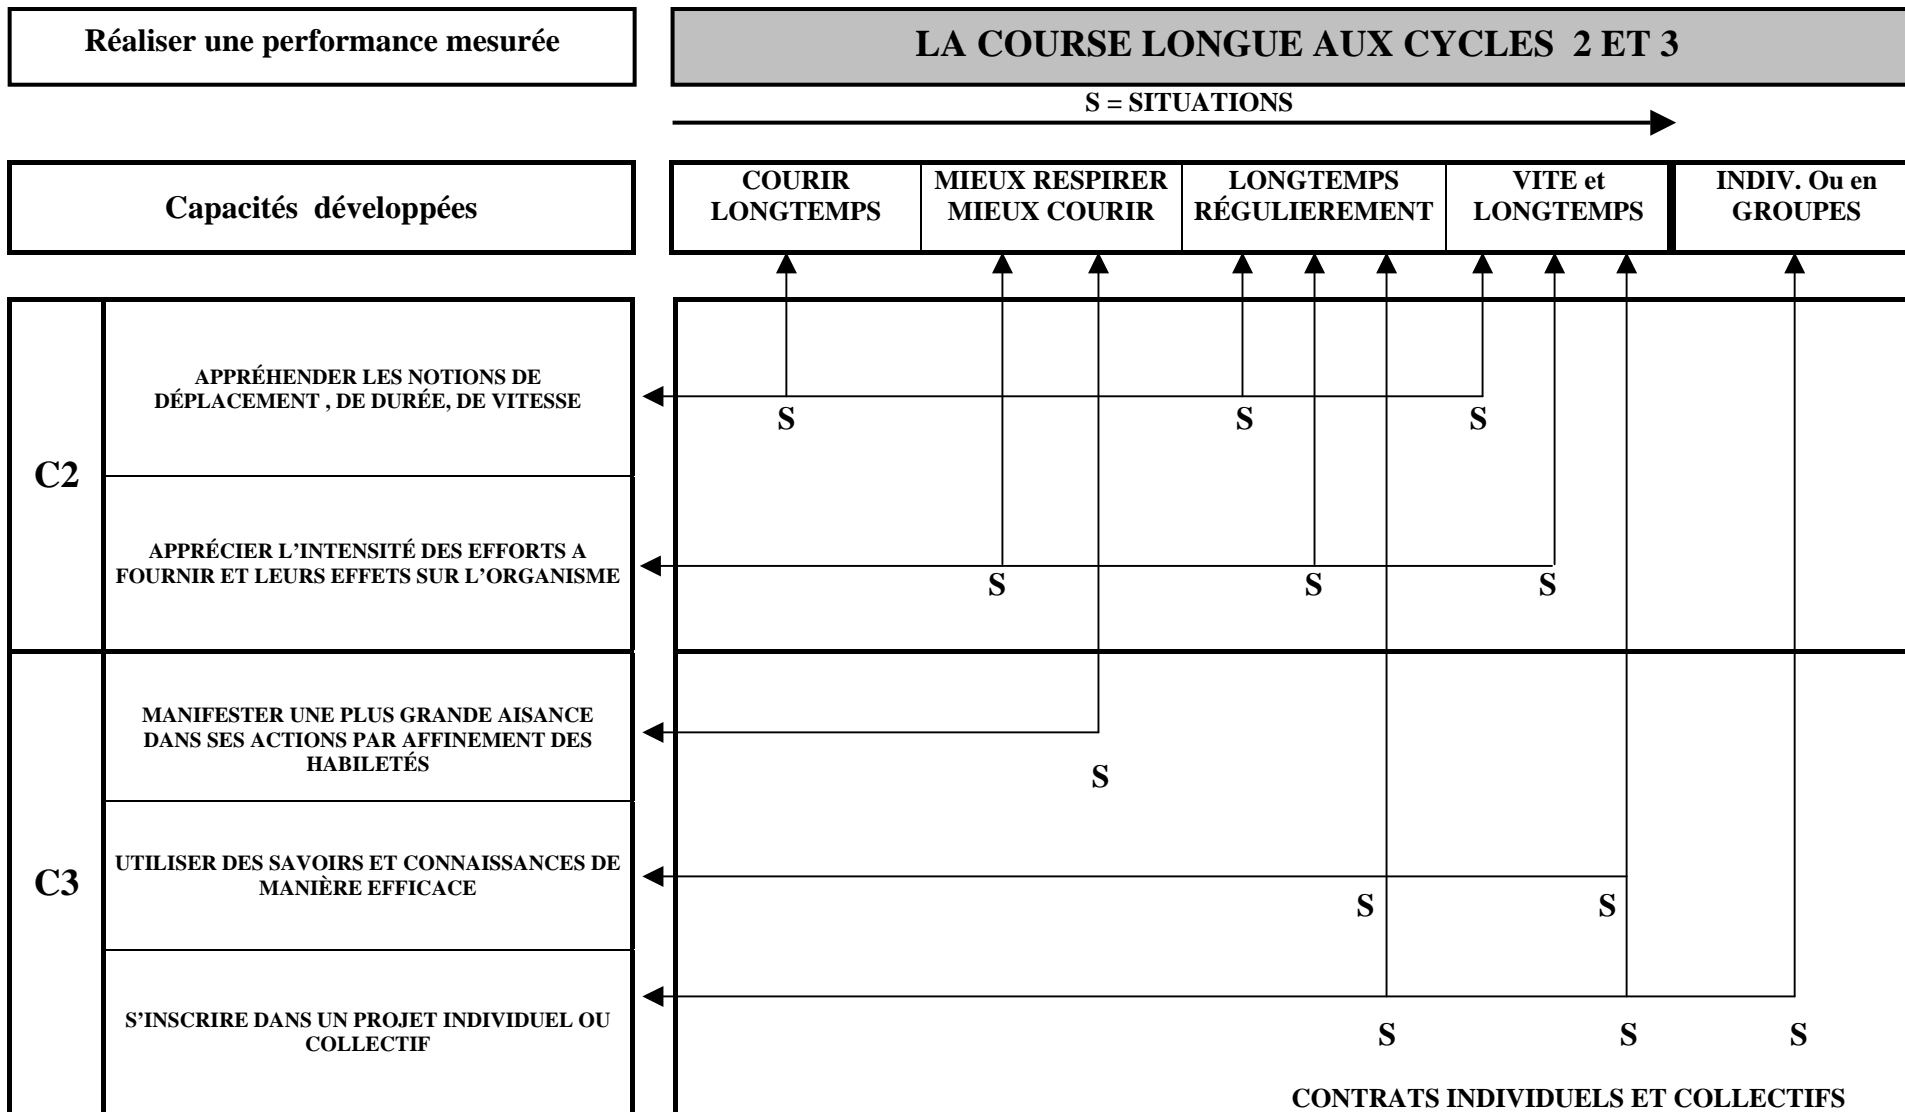 Réaliser une performance mesurée
LA COURSE LONGUE AUX CYCLES 2 ET 3
S = SITUATIONS
Capacités développées
COURIR
LONGTEMPS
MIEUX RESPIRER
MIEUX COURIR
LONGTEMPS
RÉGULIEREMENT
VITE et
LONGTEMPS
INDIV. Ou en
GROUPES
C2
APPRÉHENDER LES NOTIONS DE
DÉPLACEMENT , DE DURÉE, DE VITESSE
S
S
S
APPRÉCIER L'INTENSITÉ DES EFFORTS A
FOURNIR ET LEURS EFFETS SUR L'ORGANISME
S
S
S
C3
MANIFESTER UNE PLUS GRANDE AISANCE
DANS SES ACTIONS PAR AFFINEMENT DES
HABILETÉS
S
UTILISER DES SAVOIRS ET CONNAISSANCES DE
MANIÈRE EFFICACE
S
S
S'INSCRIRE DANS UN PROJET INDIVIDUEL OU
COLLECTIF
S
S
S
CONTRATS INDIVIDUELS ET COLLECTIFS